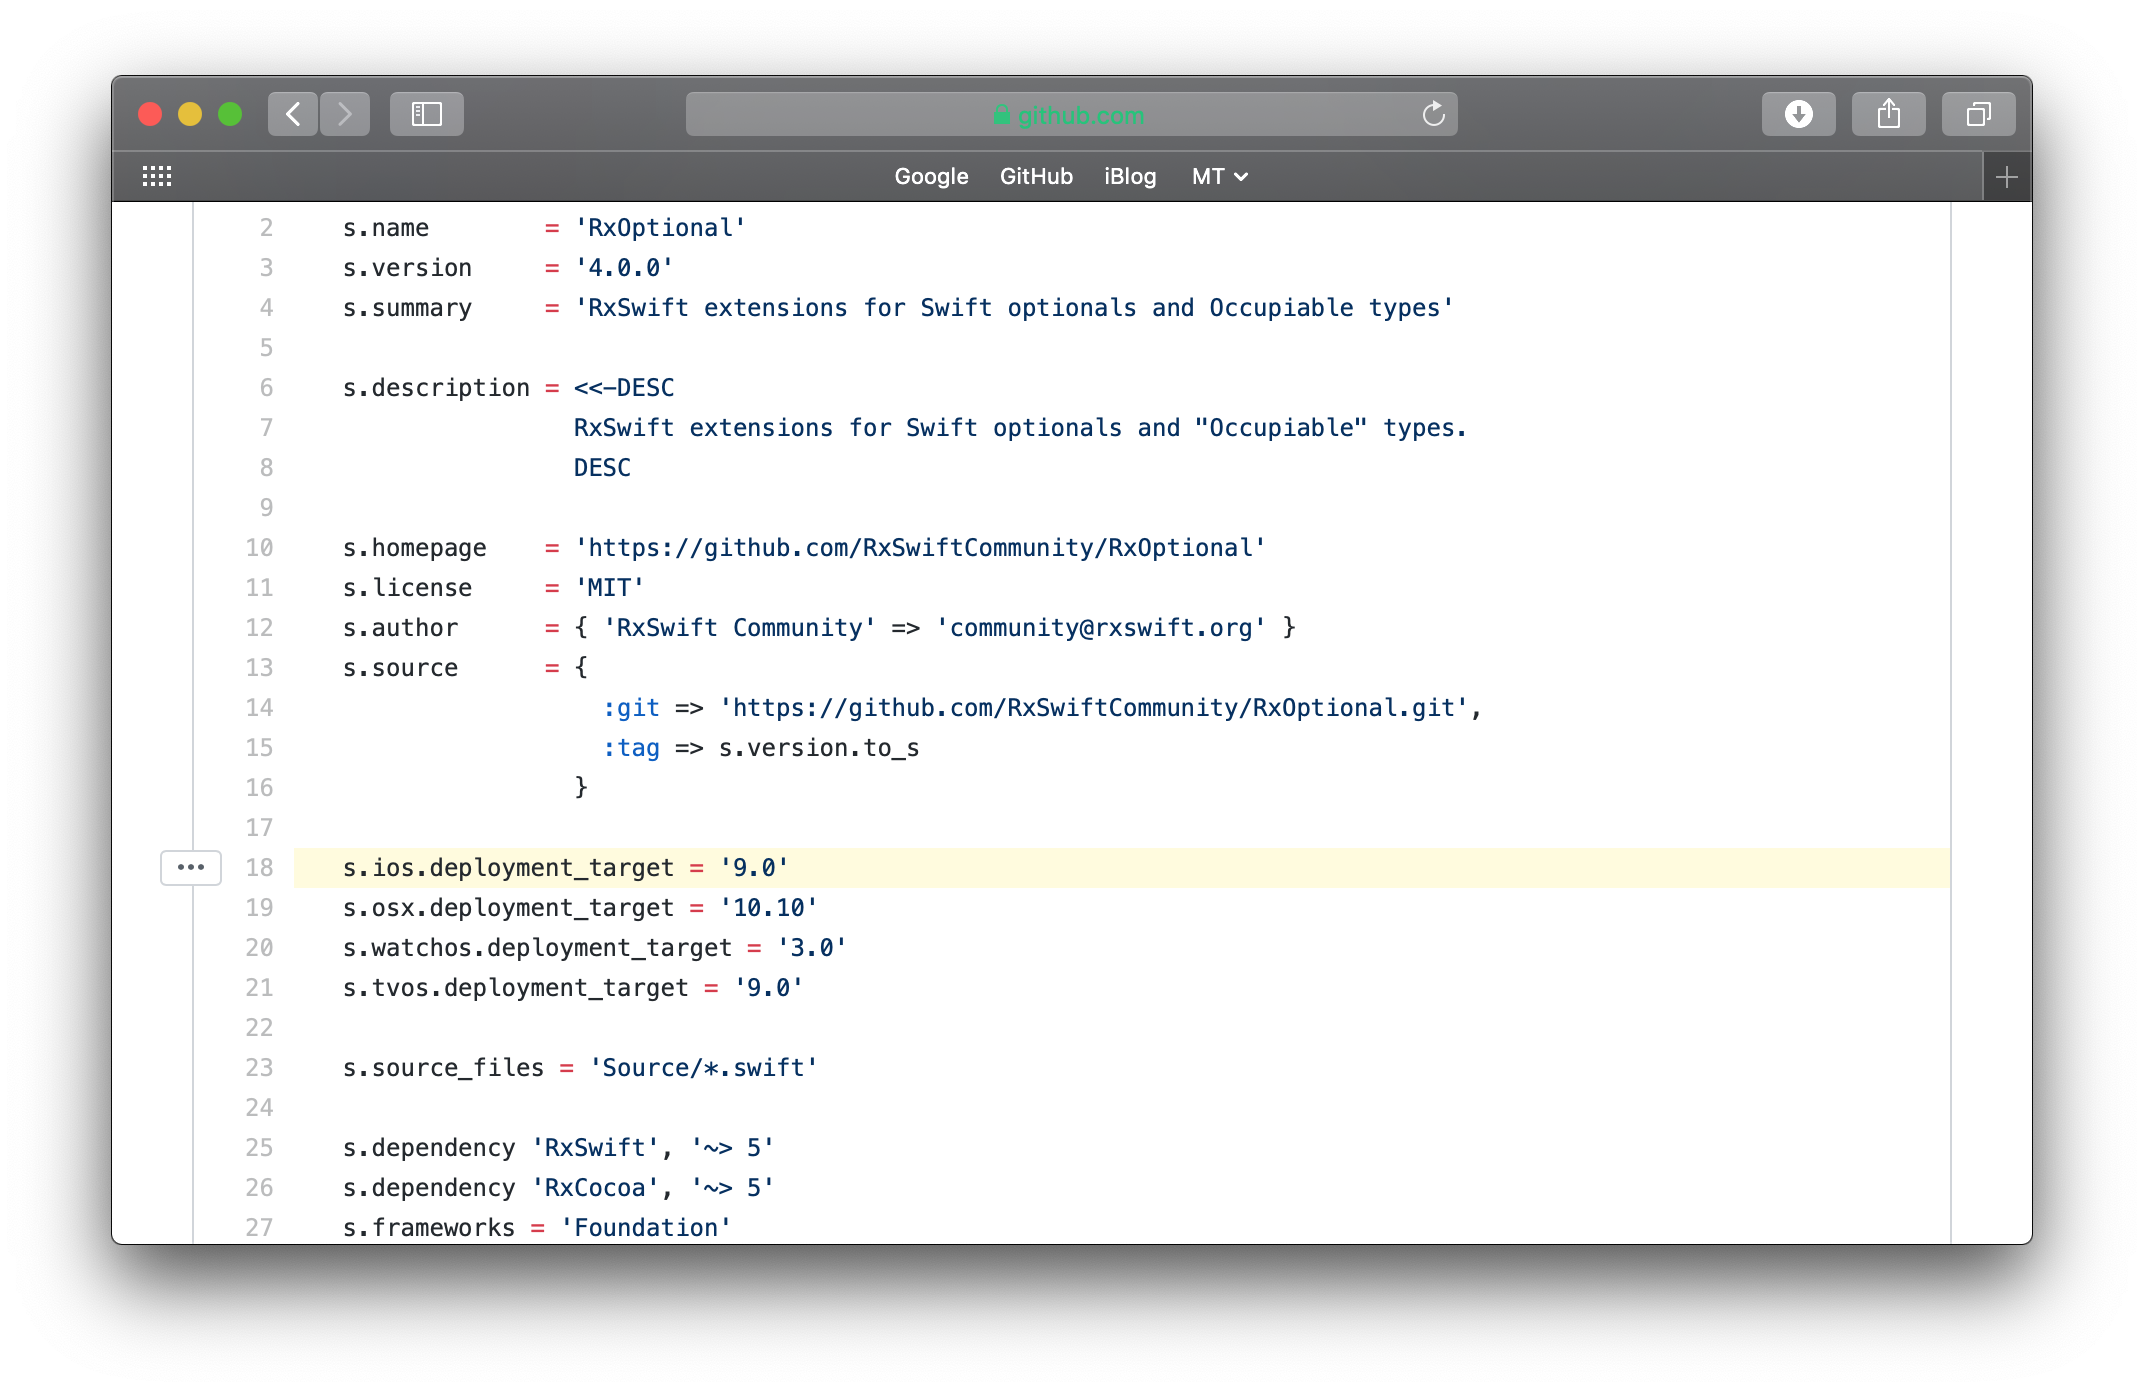 github.com
Google GitHub iBlog MT
2 s.name = 'RxOptional'
3 s.version = '4.0.0'
4 s.summary = 'RxSwift extensions for Swift optionals and Occupiable types'
5
6 s.description = <<-DESC
7 RxSwift extensions for Swift optionals and "Occupiable" types.
8 DESC
9
10 s.homepage = 'https://github.com/RxSwiftCommunity/RxOptional'
11 s.license = 'MIT'
12 s.author = { 'RxSwift Community' => 'community@rxswift.org' }
13 s.source = {
14 :git => 'https://github.com/RxSwiftCommunity/RxOptional.git',
15 :tag => s.version.to_s
16 }
17
18 s.ios.deployment_target = '9.0'
19 s.osx.deployment_target = '10.10'
20 s.watchos.deployment_target = '3.0'
21 s.tvos.deployment_target = '9.0'
22
23 s.source_files = 'Source/*.swift'
24
25 s.dependency 'RxSwift', '~> 5'
26 s.dependency 'RxCocoa', '~> 5'
27 s.frameworks = 'Foundation'